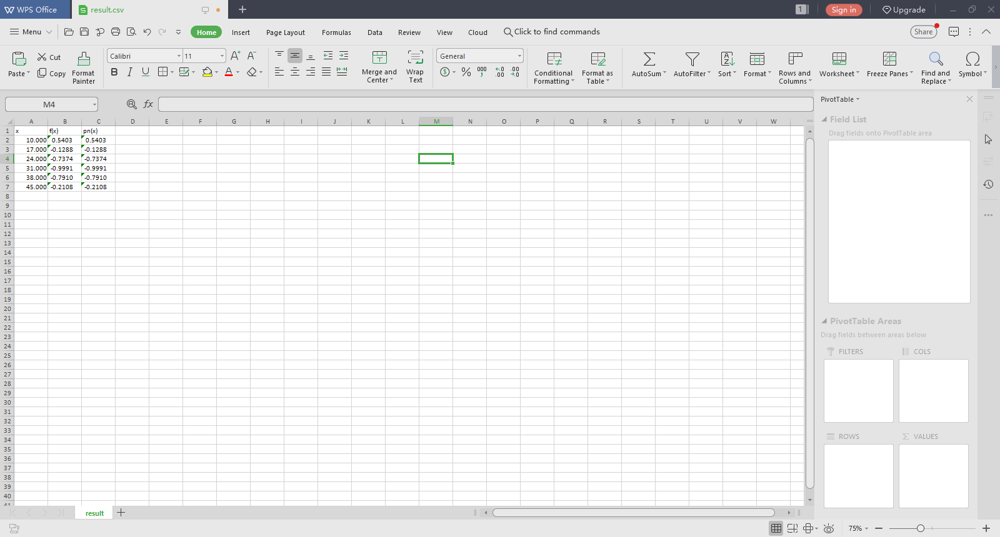 WPS Office
result.csv
1
Sign in
Upgrade
Menu
Home
Insert
Page Layout
Formulas
Data
Review
View
Cloud
Click to find commands
Share
Paste
Cut
Copy
Format
Painter
Calibri
11
A+
A-
B
I
U
A
Merge and
Center
Wrap
Text
General
Conditional
Formatting
Format as
Table
AutoSum
AutoFilter
Sort
Format
Rows and
Columns
Worksheet
Freeze Panes
Find and
Replace
Symbol
M4
fx
PivotTable
A B C D E F G H I J K L M N O P Q R S T U V W
1 x f(x) pn(x)
2 10.000 0.5403 0.5403
3 17.000 -0.1288 -0.1288
4 24.000 -0.7374 -0.7374
5 31.000 -0.9991 -0.9991
6 38.000 -0.7910 -0.7910
7 45.000 -0.2108 -0.2108
8
9
10
11
12
13
14
15
16
17
18
19
20
21
22
23
24
25
26
27
28
29
30
31
32
33
34
35
36
37
38
39
40
41
Field List
Drag fields onto PivotTable area
PivotTable Areas
Drag fields between areas below
FILTERS
COLS
ROWS
VALUES
result
75%